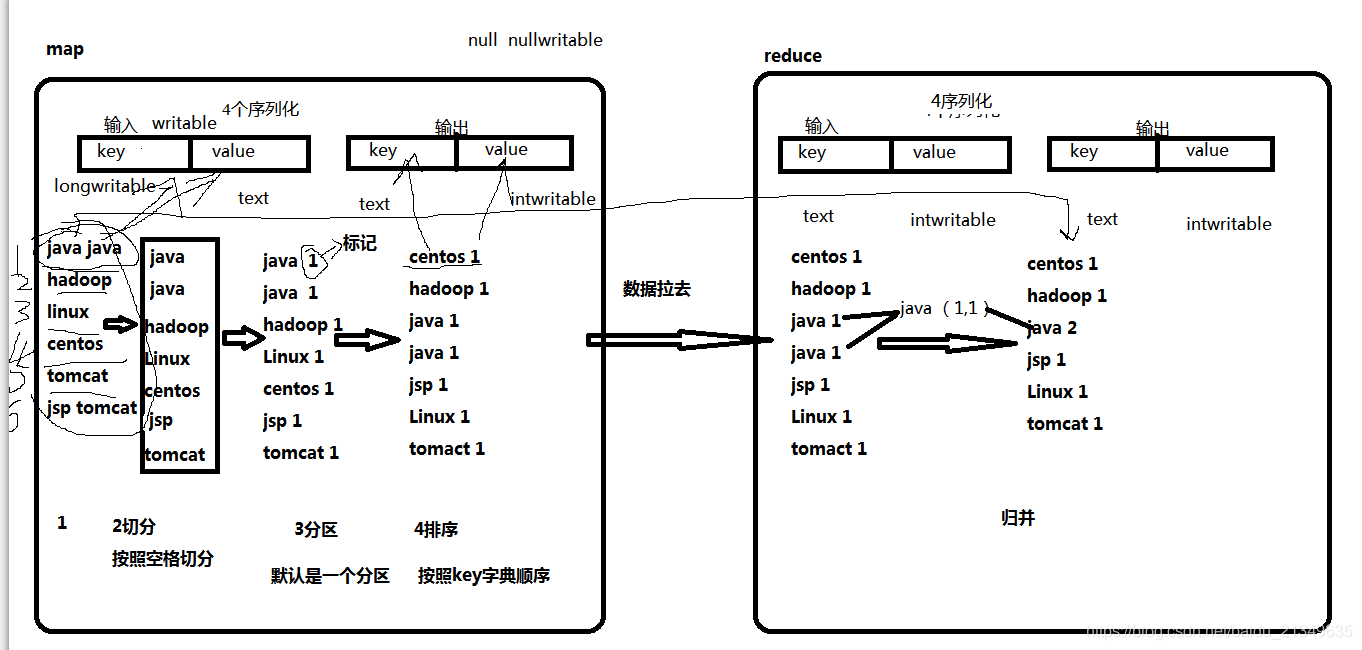 map
null nullwritable
reduce
4个序列化
输入 writable
输出
key value
key value
longwritable
text
text
intwritable
java java
hadoop
linux
centos
tomcat
jsp tomcat
java
java
hadoop
Linux
centos
jsp
tomcat
标记
java 1
java 1
hadoop 1
Linux 1
centos 1
jsp 1
tomcat 1
centos 1
hadoop 1
java 1
java 1
jsp 1
Linux 1
tomact 1
1
2切分
按照空格切分
3分区
默认是一个分区
4排序
按照key字典顺序
数据拉去
4序列化
输入
输出
key value
key value
text
intwritable
text
intwritable
centos 1
hadoop 1
java 1
java 1
jsp 1
Linux 1
tomact 1
java （1,1）
centos 1
hadoop 1
java 2
jsp 1
Linux 1
tomcat 1
归并